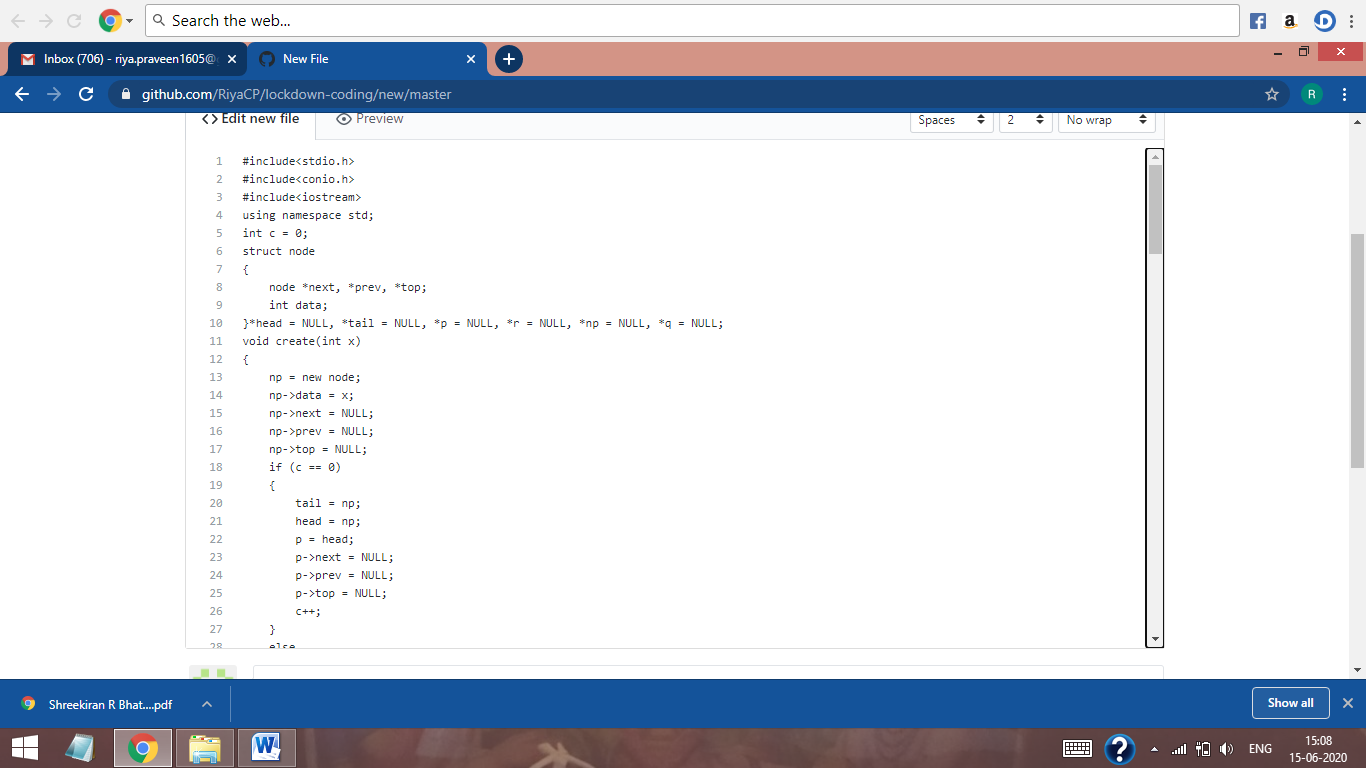 Search the web...
Inbox (706) - riya.praveen1605@
New File
github.com/RiyaCP/lockdown-coding/new/master
R
Edit new file
Preview
Spaces
2
No wrap
1 #include<stdio.h>
2 #include<conio.h>
3 #include<iostream>
4 using namespace std;
5 int c = 0;
6 struct node
7 {
8     node *next, *prev, *top;
9     int data;
10 }*head = NULL, *tail = NULL, *p = NULL, *r = NULL, *np = NULL, *q = NULL;
11 void create(int x)
12 {
13     np = new node;
14     np->data = x;
15     np->next = NULL;
16     np->prev = NULL;
17     np->top = NULL;
18     if (c == 0)
19     {
20         tail = np;
21         head = np;
22         p = head;
23         p->next = NULL;
24         p->prev = NULL;
25         p->top = NULL;
26         c++;
27     }
28     else
Shreekiran R Bhat....pdf
Show all
ENG
15:08
15-06-2020